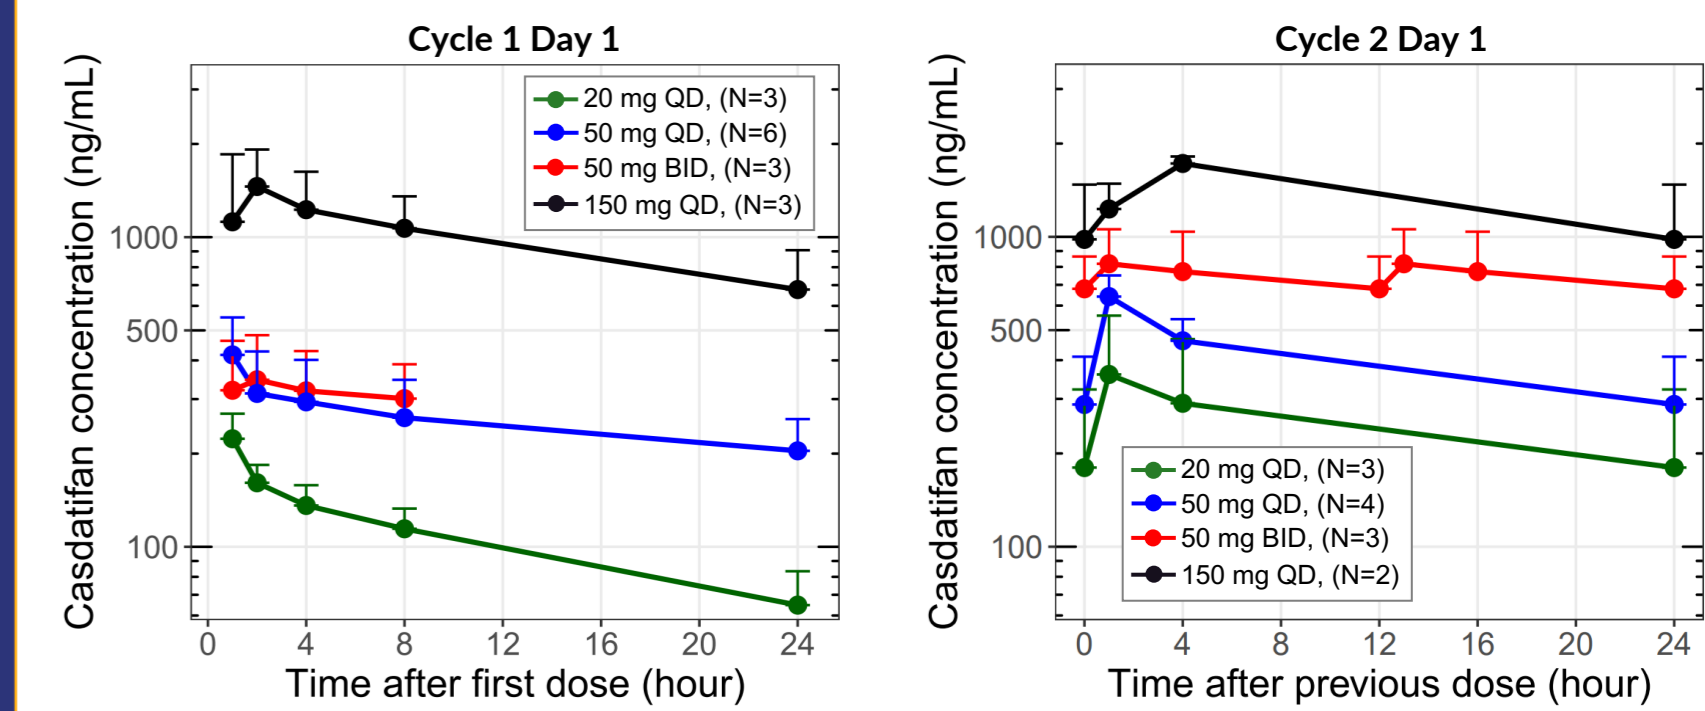 Cycle 1 Day 1
Casdatifan concentration (ng/mL)
20 mg QD, (N=3)
50 mg QD, (N=6)
50 mg BID, (N=3)
150 mg QD, (N=3)
1000
500
100
0 4 8 12 16 20 24
Time after first dose (hour)
Cycle 2 Day 1
Casdatifan concentration (ng/mL)
1000
500
100
20 mg QD, (N=3)
50 mg QD, (N=4)
50 mg BID, (N=3)
150 mg QD, (N=2)
0 4 8 12 16 20 24
Time after previous dose (hour)